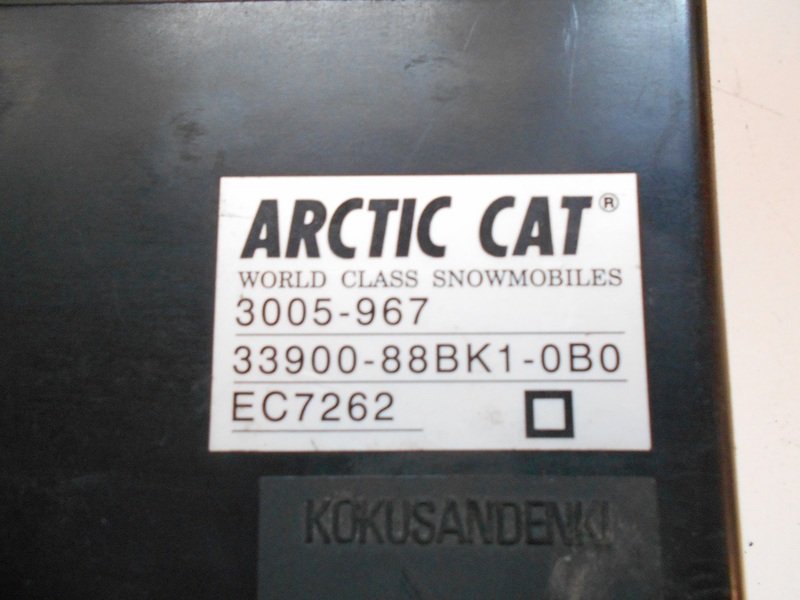 ARCTIC CAT®
WORLD CLASS SNOWMOBILES
3005-967
33900-88BK1-0B0
EC7262
KOKUSANDENKI